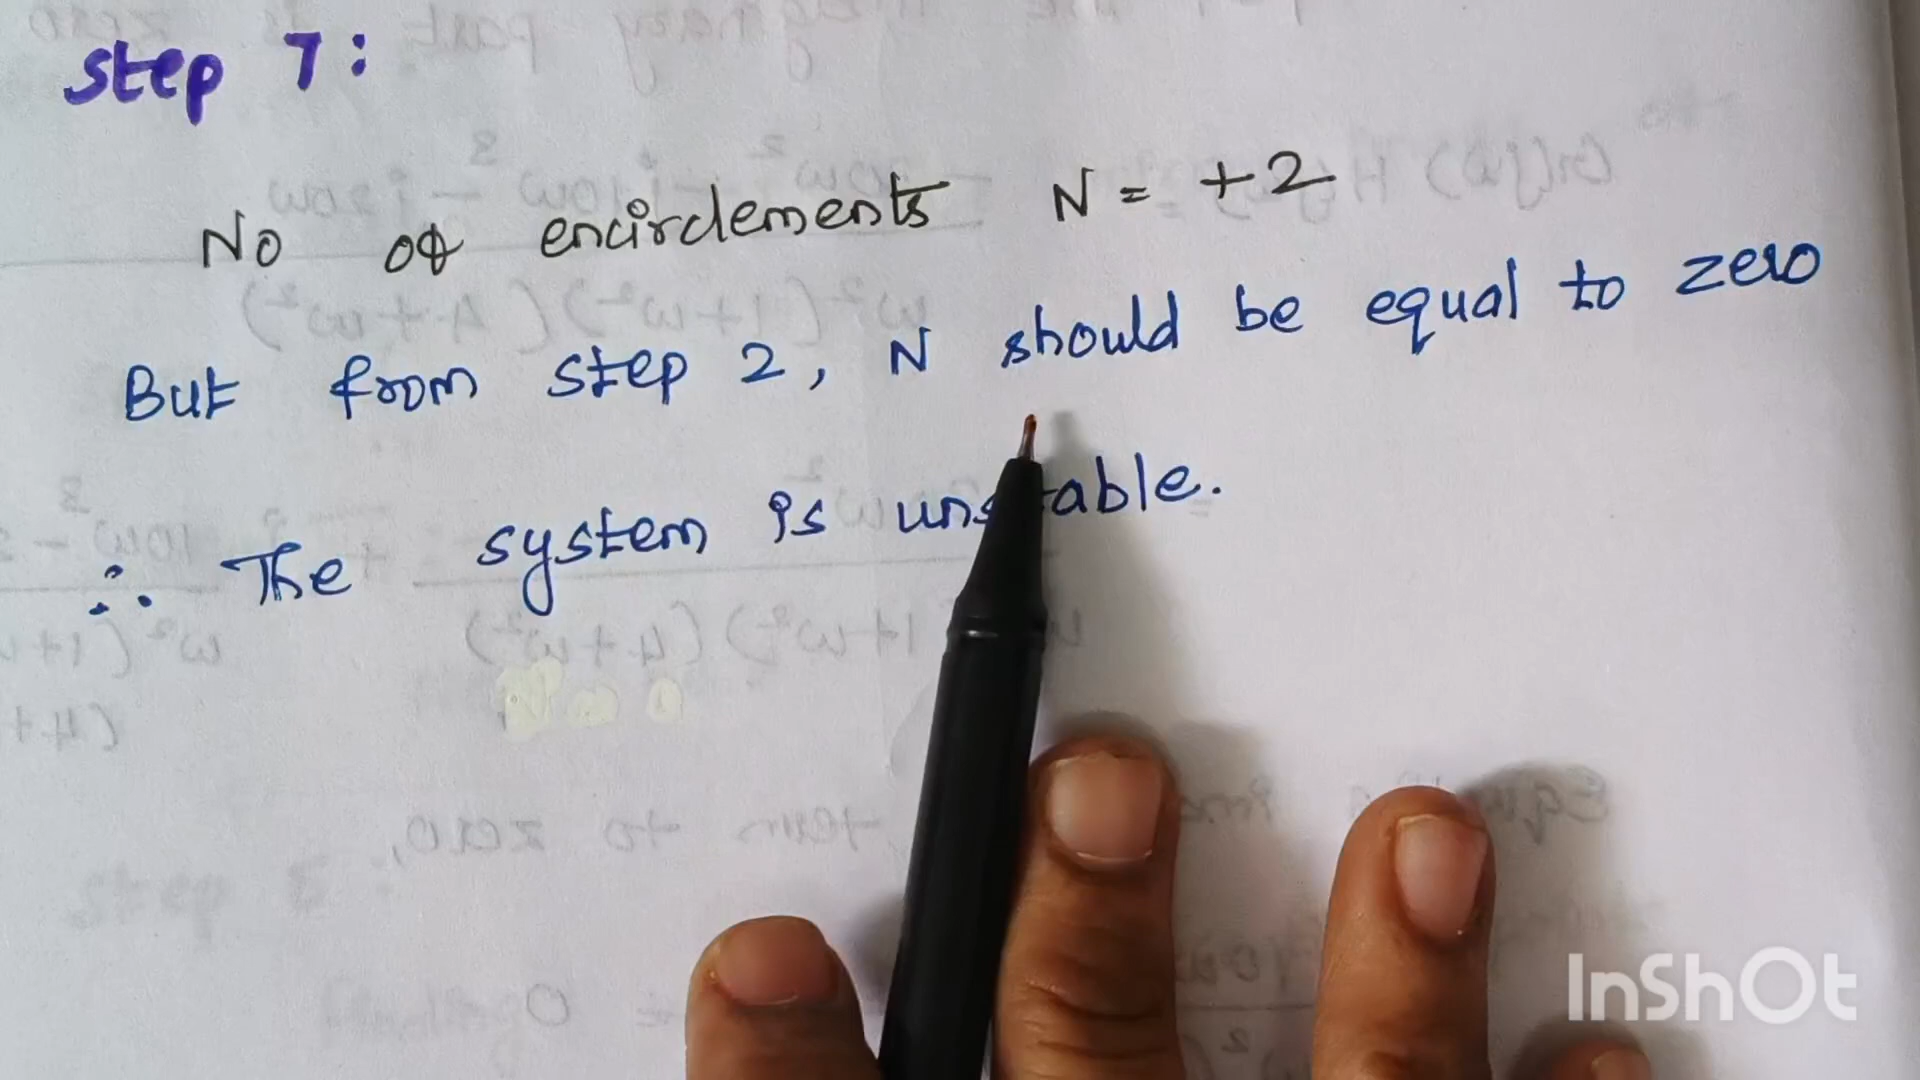 step 7:
No of encirclements N = +2
But from step 2, N should be equal to zero
∴ The system is unstable.
InShOt